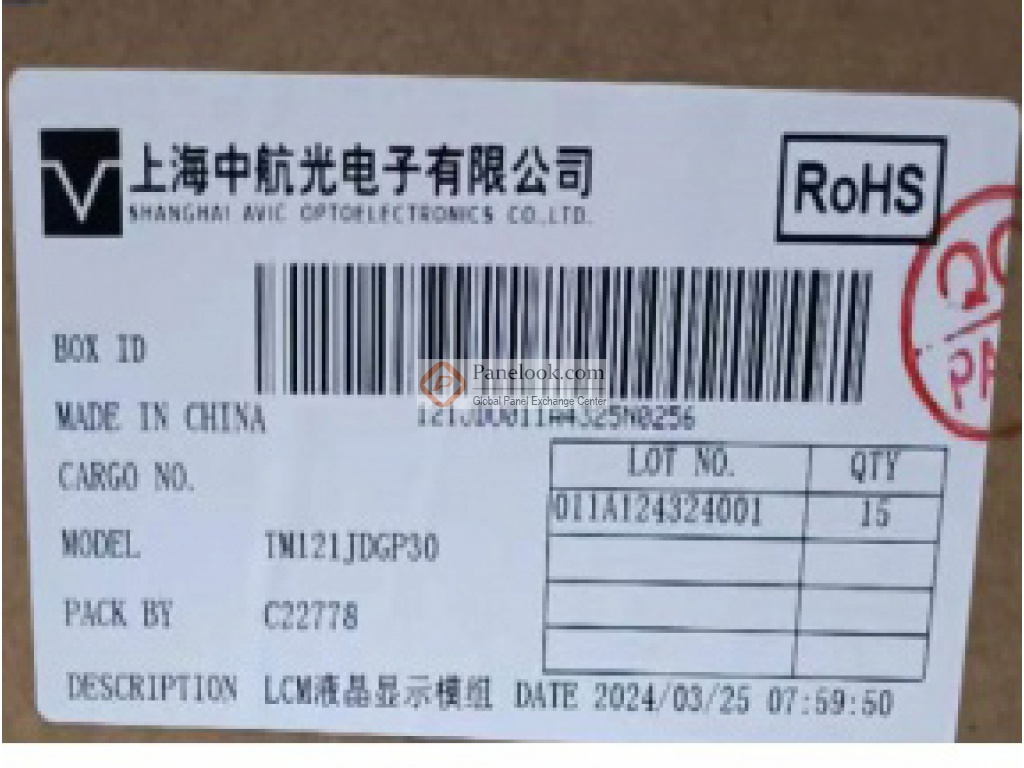 上海中航光电子有限公司
SHANGHAI AVIC OPTOELECTRONICS CO.,LTD.
RoHS
BOX ID
Panelook.com
Global Panel Exchange Center
MADE IN CHINA
CARGO NO.
LOT NO. QTY
011A124324001 15
MODEL TM121JDGP30
PACK BY C22778
DESCRIPTION LCM液晶显示模组 DATE 2024/03/25 07:59:50